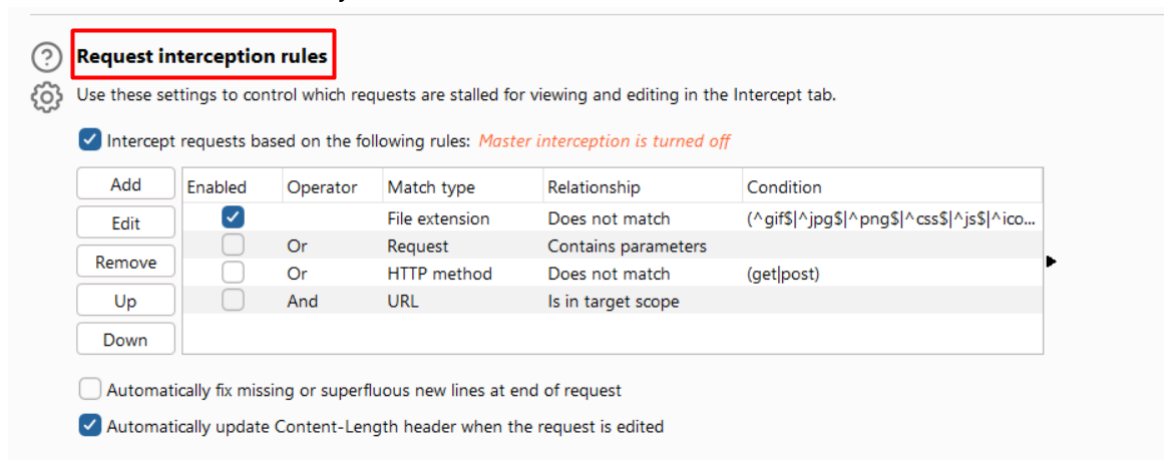 Request interception rules
Use these settings to control which requests are stalled for viewing and editing in the Intercept tab.
Intercept requests based on the following rules: Master interception is turned off
Add
Edit
Remove
Up
Down
Enabled Operator Match type Relationship Condition
File extension Does not match (^gif$|^jpg$|^png$|^css$|^js$|^ico...
Or Request Contains parameters
Or HTTP method Does not match (get|post)
And URL Is in target scope
Automatically fix missing or superfluous new lines at end of request
Automatically update Content-Length header when the request is edited